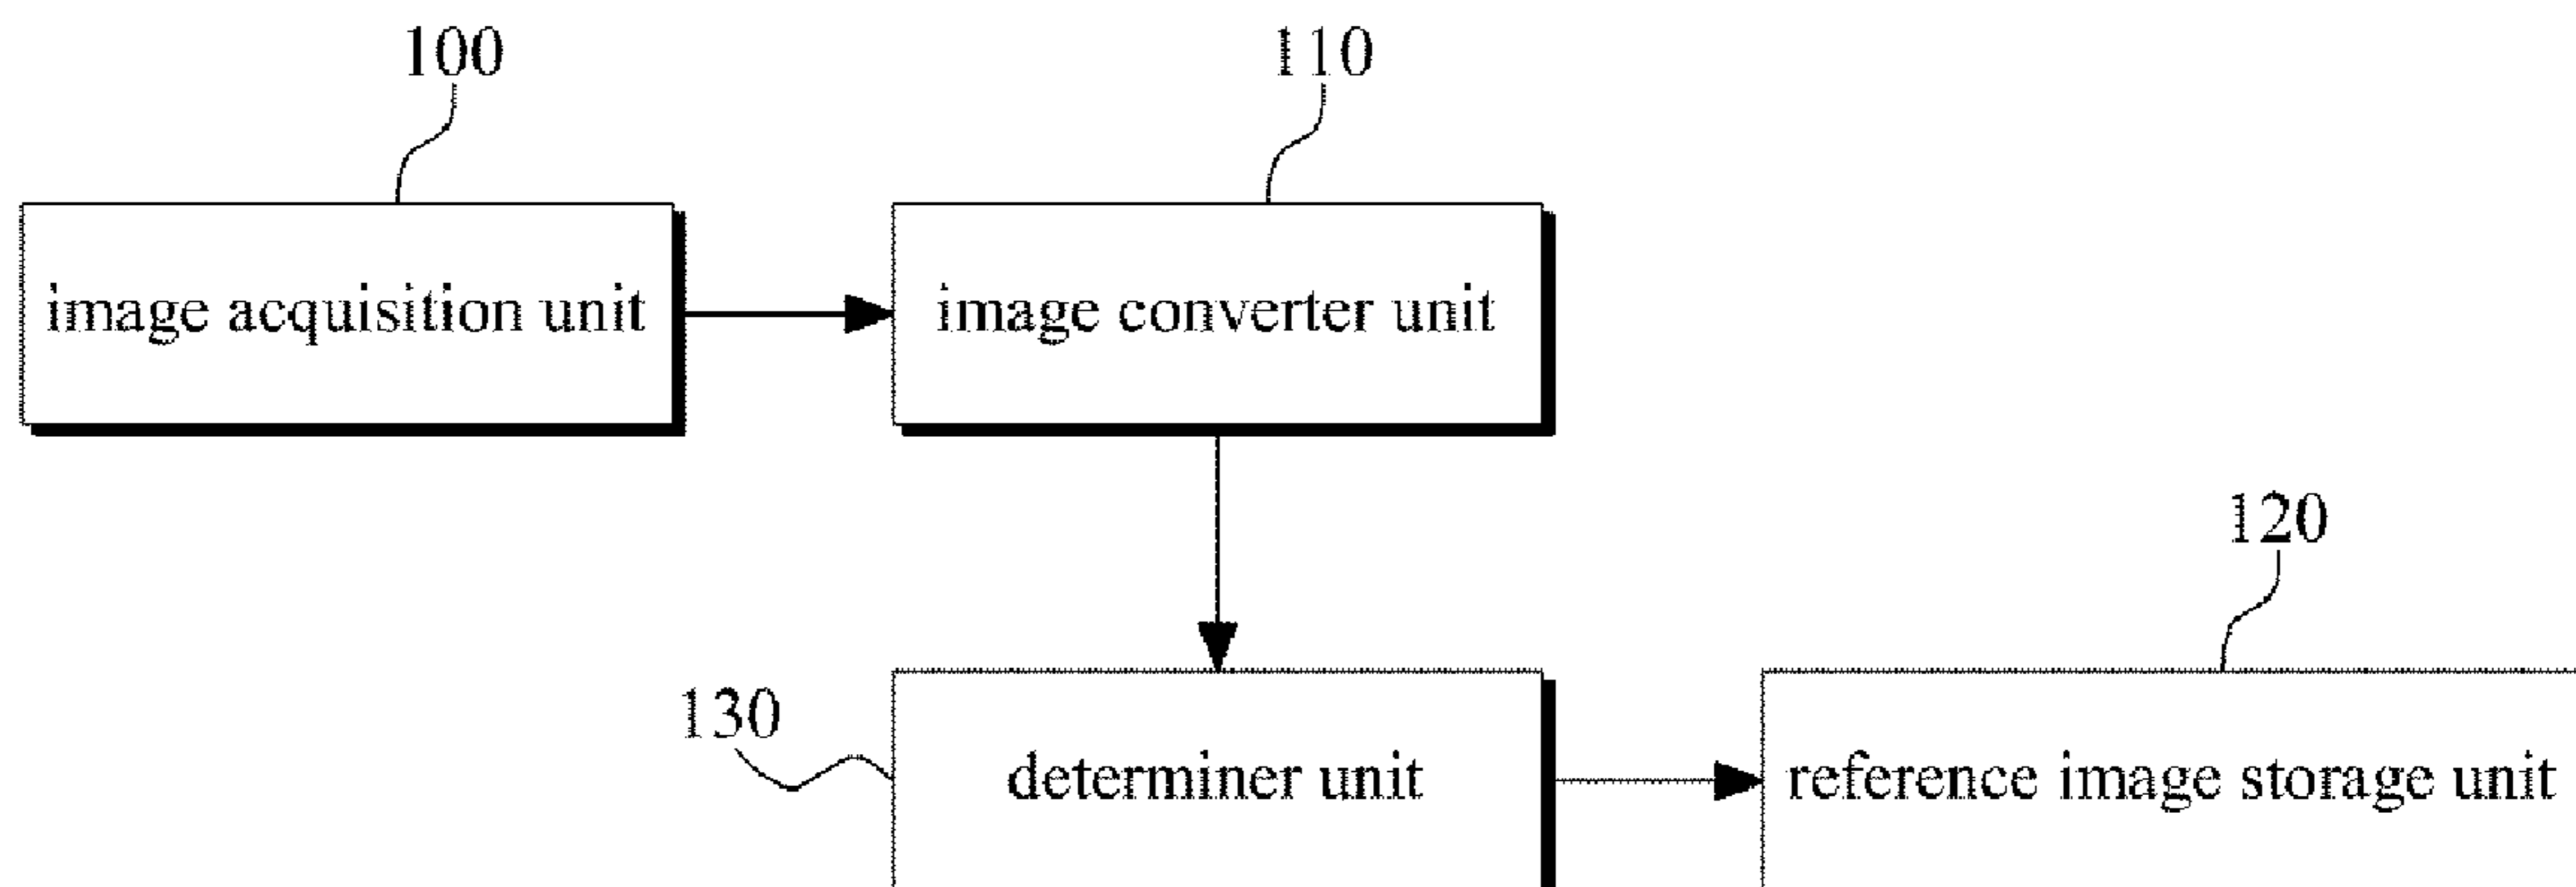 100
110
image acquisition unit
image converter unit
120
130
determiner unit
reference image storage unit